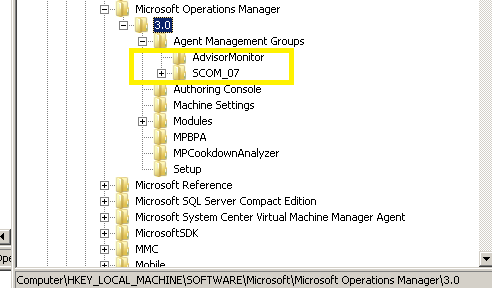 Microsoft Operations Manager
3.0
Agent Management Groups
AdvisorMonitor
SCOM_07
Authoring Console
Machine Settings
Modules
MPBPA
MPCookdownAnalyzer
Setup
Microsoft Reference
Microsoft SQL Server Compact Edition
Microsoft System Center Virtual Machine Manager Agent
MicrosoftSDK
MMC
Mobile
Computer\HKEY_LOCAL_MACHINE\SOFTWARE\Microsoft\Microsoft Operations Manager\3.0